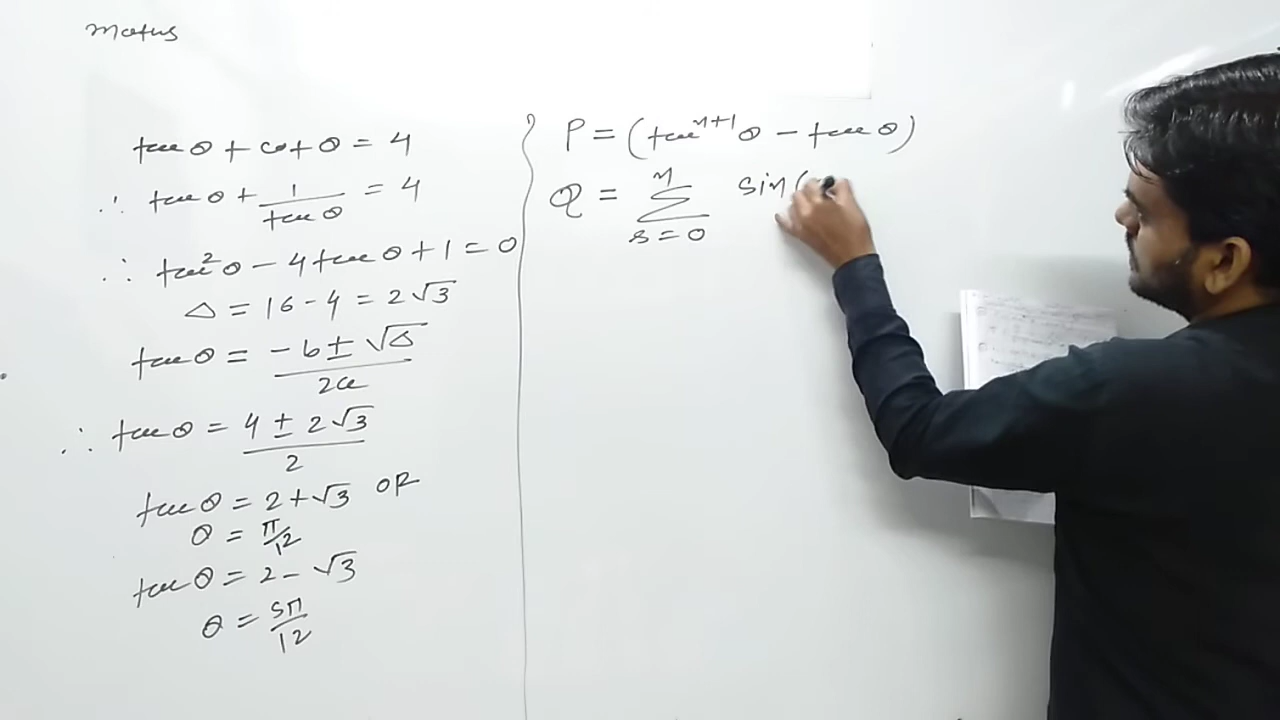 Maths
tan θ + cot θ = 4
∴ tan θ + 1/tan θ = 4
∴ tan² θ - 4 tan θ + 1 = 0
Δ = 16 - 4 = 2√3
tan θ = -b ± √Δ / 2a
∴ tan θ = 4 ± 2√3 / 2
tan θ = 2 + √3 OR
θ = π/12
tan θ = 2 - √3
θ = 5π/12
P = (tan^{n+1} θ - tan θ)
Q = ∑_{r=0}^{n} sin(